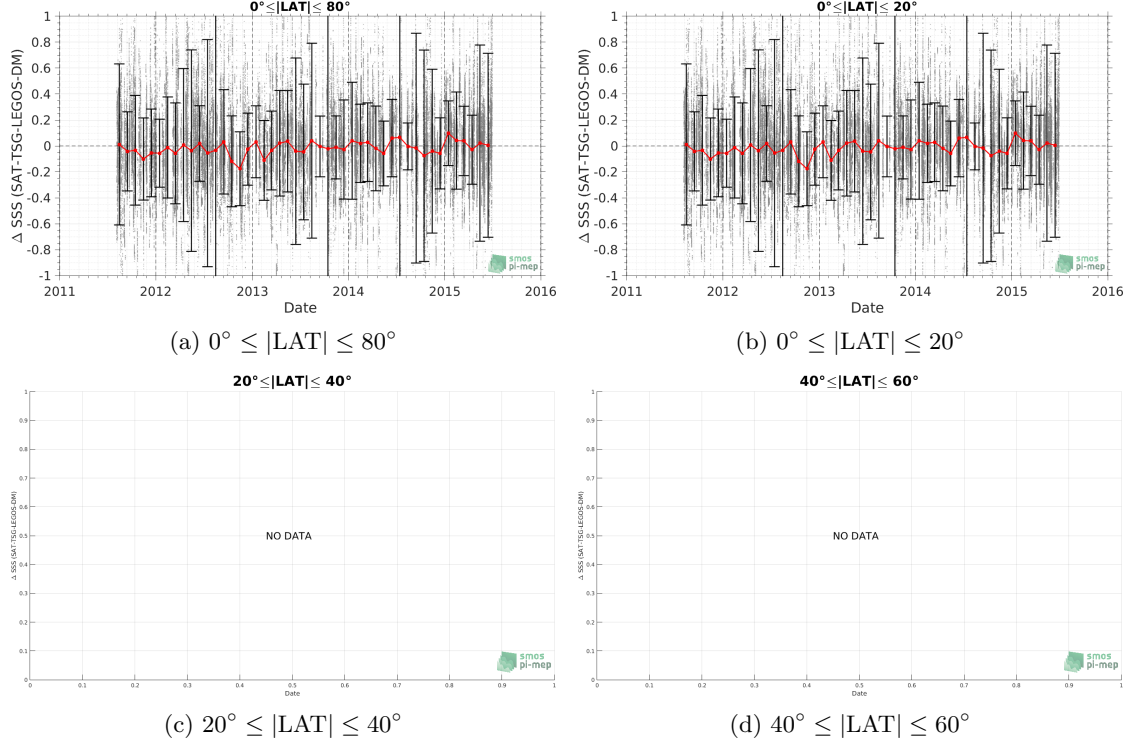 0°≤|LAT|≤ 80°
Δ SSS (SAT-TSG-LEGOS-DM)
1
0.8
0.6
0.4
0.2
0
-0.2
-0.4
-0.6
-0.8
-1
2011 2012 2013 2014 2015 2016
Date
smos
pi-mep
(a) 0° ≤ |LAT| ≤ 80°
0°≤|LAT|≤ 20°
Δ SSS (SAT-TSG-LEGOS-DM)
1
0.8
0.6
0.4
0.2
0
-0.2
-0.4
-0.6
-0.8
-1
2011 2012 2013 2014 2015 2016
Date
smos
pi-mep
(b) 0° ≤ |LAT| ≤ 20°
20°≤|LAT|≤ 40°
Δ SSS (SAT-TSG-LEGOS-DM)
1
0.9
0.8
0.7
0.6
0.5
0.4
0.3
0.2
0.1
0
NO DATA
0 0.1 0.2 0.3 0.4 0.5 0.6 0.7 0.8 0.9 1
Date
smos
pi-mep
(c) 20° ≤ |LAT| ≤ 40°
40°≤|LAT|≤ 60°
Δ SSS (SAT-TSG-LEGOS-DM)
1
0.9
0.8
0.7
0.6
0.5
0.4
0.3
0.2
0.1
0
NO DATA
0 0.1 0.2 0.3 0.4 0.5 0.6 0.7 0.8 0.9 1
Date
smos
pi-mep
(d) 40° ≤ |LAT| ≤ 60°